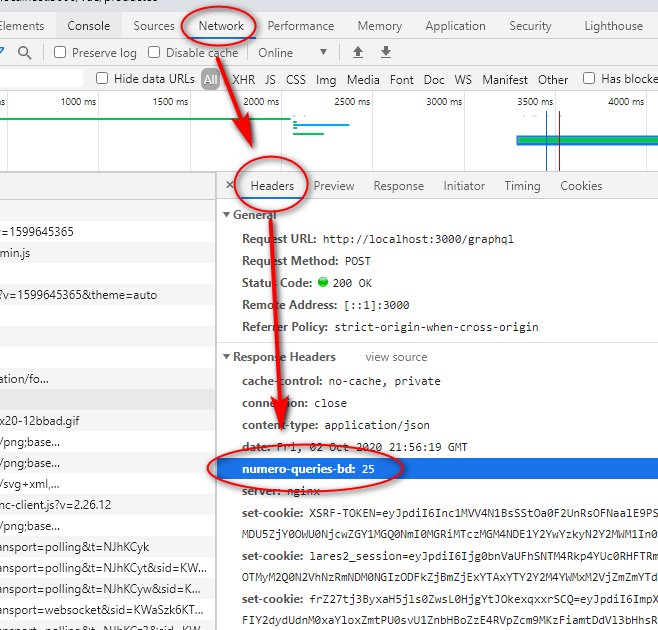 Elements Console Sources Network Performance Memory Application Security Lighthouse
Preserve log Disable cache Online
Hide data URLs All XHR JS CSS Img Media Font Doc WS Manifest Other Has blocke
1000 ms 1500 ms 2000 ms 2500 ms 3000 ms 3500 ms 4000 ms
× Headers Preview Response Initiator Timing Cookies
General
Request URL: http://localhost:3000/graphql
Request Method: POST
Status Code: 200 OK
Remote Address: [::1]:3000
Referrer Policy: strict-origin-when-cross-origin
Response Headers view source
cache-control: no-cache, private
connection: close
content-type: application/json
date: Fri, 02 Oct 2020 21:56:19 GMT
numero-queries-bd: 25
server: nginx
set-cookie: XSRF-TOKEN=eyJpdiI6Inc1MVV4N1BsSStOa0F2UnRsOFNaalE9PS
MDU5ZjY0OWU0NjcwZGY1MGQ0NmI0MGRiMTczMGM4NDE1Y2YwYzkyN2Y2MWM1In0
set-cookie: lares2_session=eyJpdiI6Ijg0bnVaUFhSNTM4Rkp4YUc0RHFTRm
OTMyM2Q0N2VhNzRmNDM0NGIzODFkZjBmZjExYTAxYTY2Y2M4YWMxM2VjZmZmYTd
set-cookie: frZ27tj3ByxaH5jls0ZwsL0HjgYtJOkexqxxrSCQ=eyJpdiI6ImpX
FIY2dydUdnM0xaYloxZmtPU0svU1ZnbHBoZzE4RVpZcm9MKzFiamtDdVl3bHhsR
v=1599645365
min.js
?v=1599645365&theme=auto
ation/fo...
x20-12bbad.gif
/png;base...
/png;base...
/svg+xml,...
nc-client.js?v=2.26.12
/png;base...
ansport=polling&t=NJhKCyk
ansport=polling&t=NJhKCyt&sid=KW...
ansport=polling&t=NJhKCyw&sid=K...
ansport=websocket&sid=KWaSzk6KT...